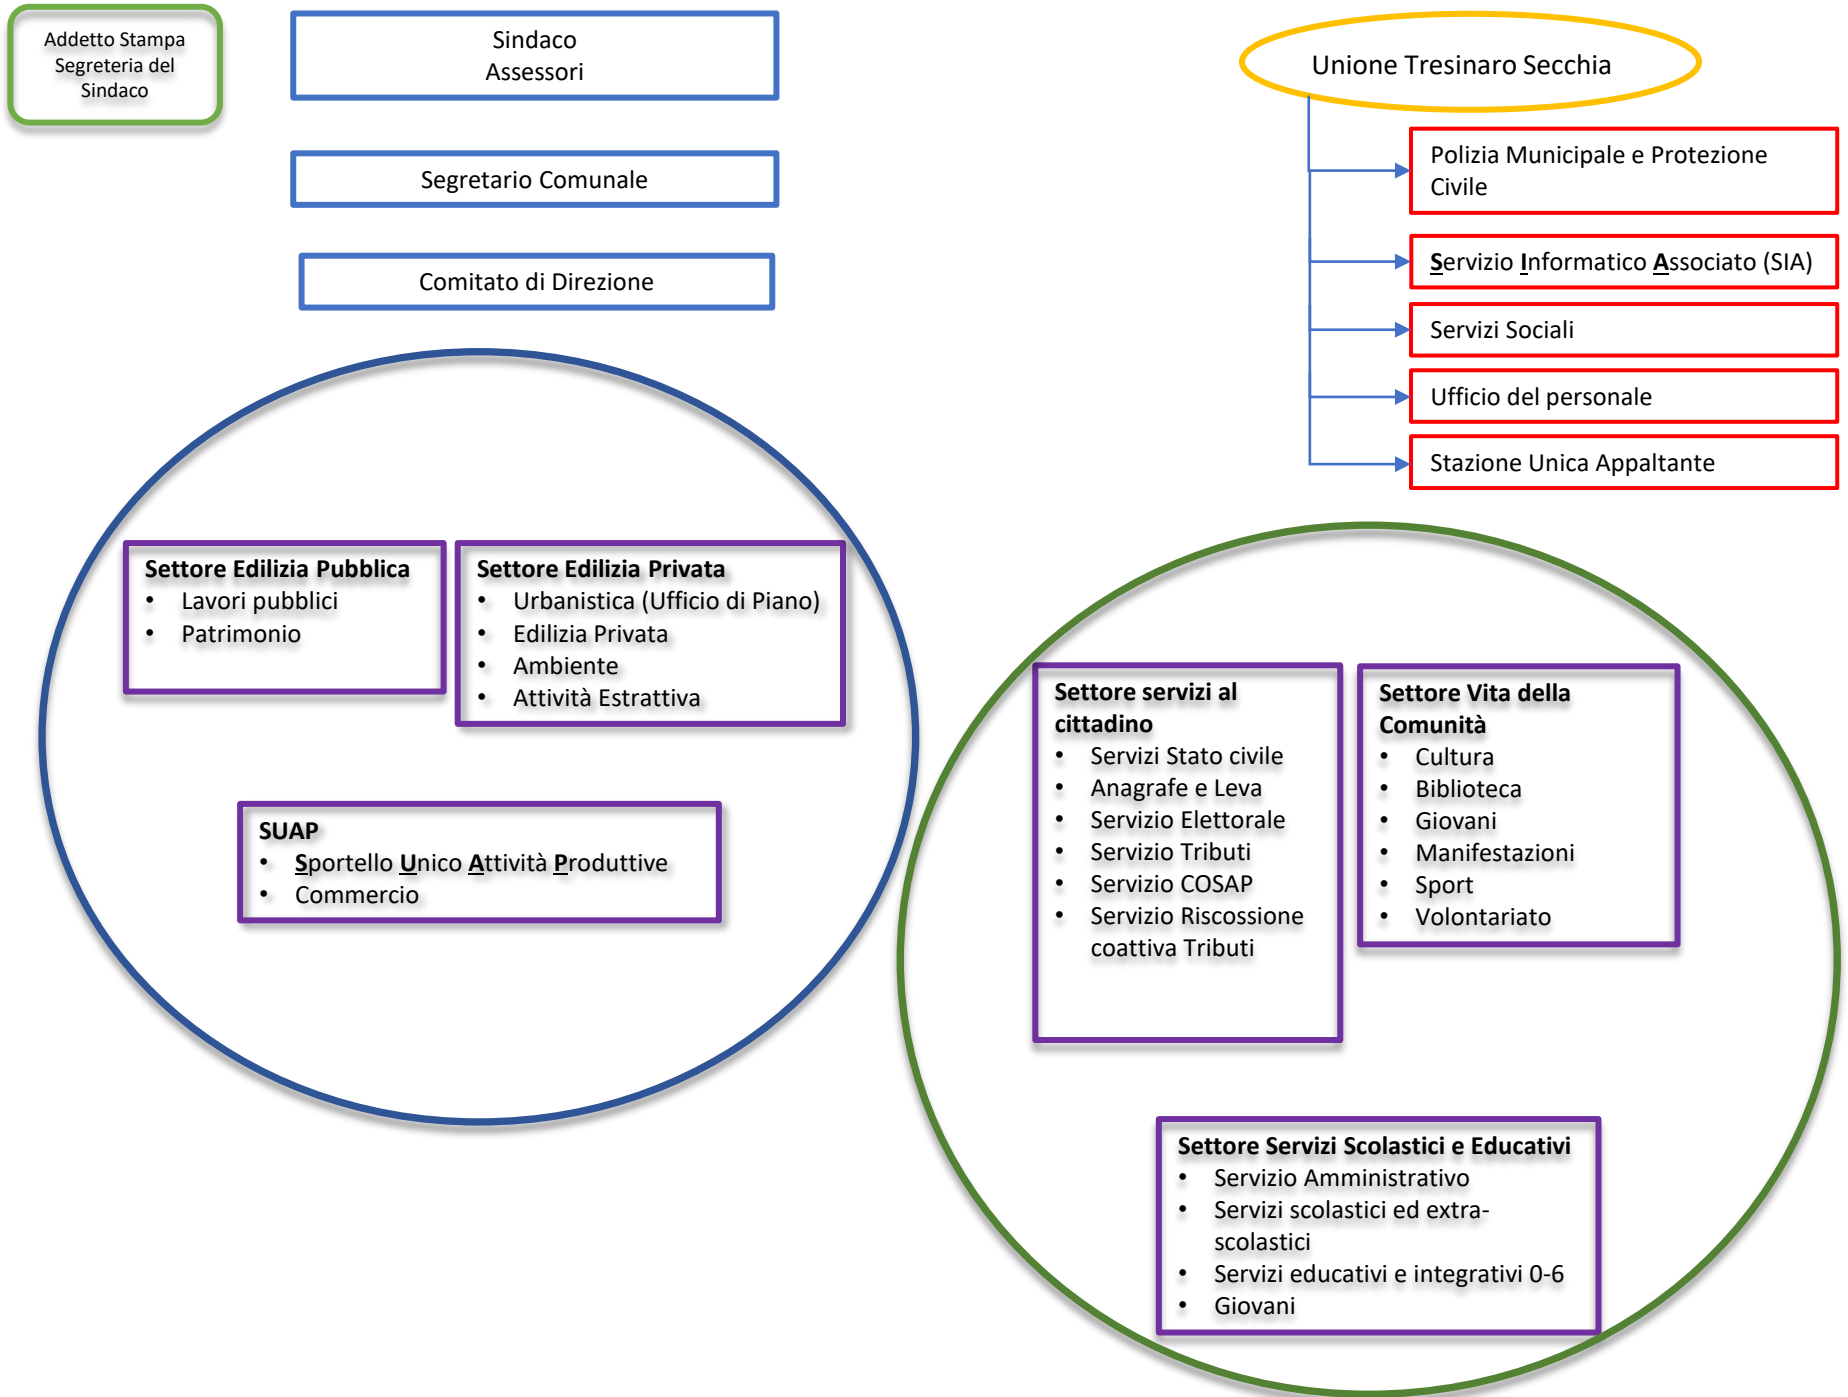 Addetto Stampa
Segreteria del
Sindaco
Sindaco
Assessori
Segretario Comunale
Comitato di Direzione
Unione Tresinaro Secchia
Polizia Municipale e Protezione
Civile
Servizio Informatico Associato (SIA)
Servizi Sociali
Ufficio del personale
Stazione Unica Appaltante
Settore Edilizia Pubblica
• Lavori pubblici
• Patrimonio
Settore Edilizia Privata
• Urbanistica (Ufficio di Piano)
• Edilizia Privata
• Ambiente
• Attività Estrattiva
SUAP
• Sportello Unico Attività Produttive
• Commercio
Settore servizi al
cittadino
• Servizi Stato civile
• Anagrafe e Leva
• Servizio Elettorale
• Servizio Tributi
• Servizio COSAP
• Servizio Riscossione
coattiva Tributi
Settore Vita della
Comunità
• Cultura
• Biblioteca
• Giovani
• Manifestazioni
• Sport
• Volontariato
Settore Servizi Scolastici e Educativi
• Servizio Amministrativo
• Servizi scolastici ed extra-
scolastici
• Servizi educativi e integrativi 0-6
• Giovani